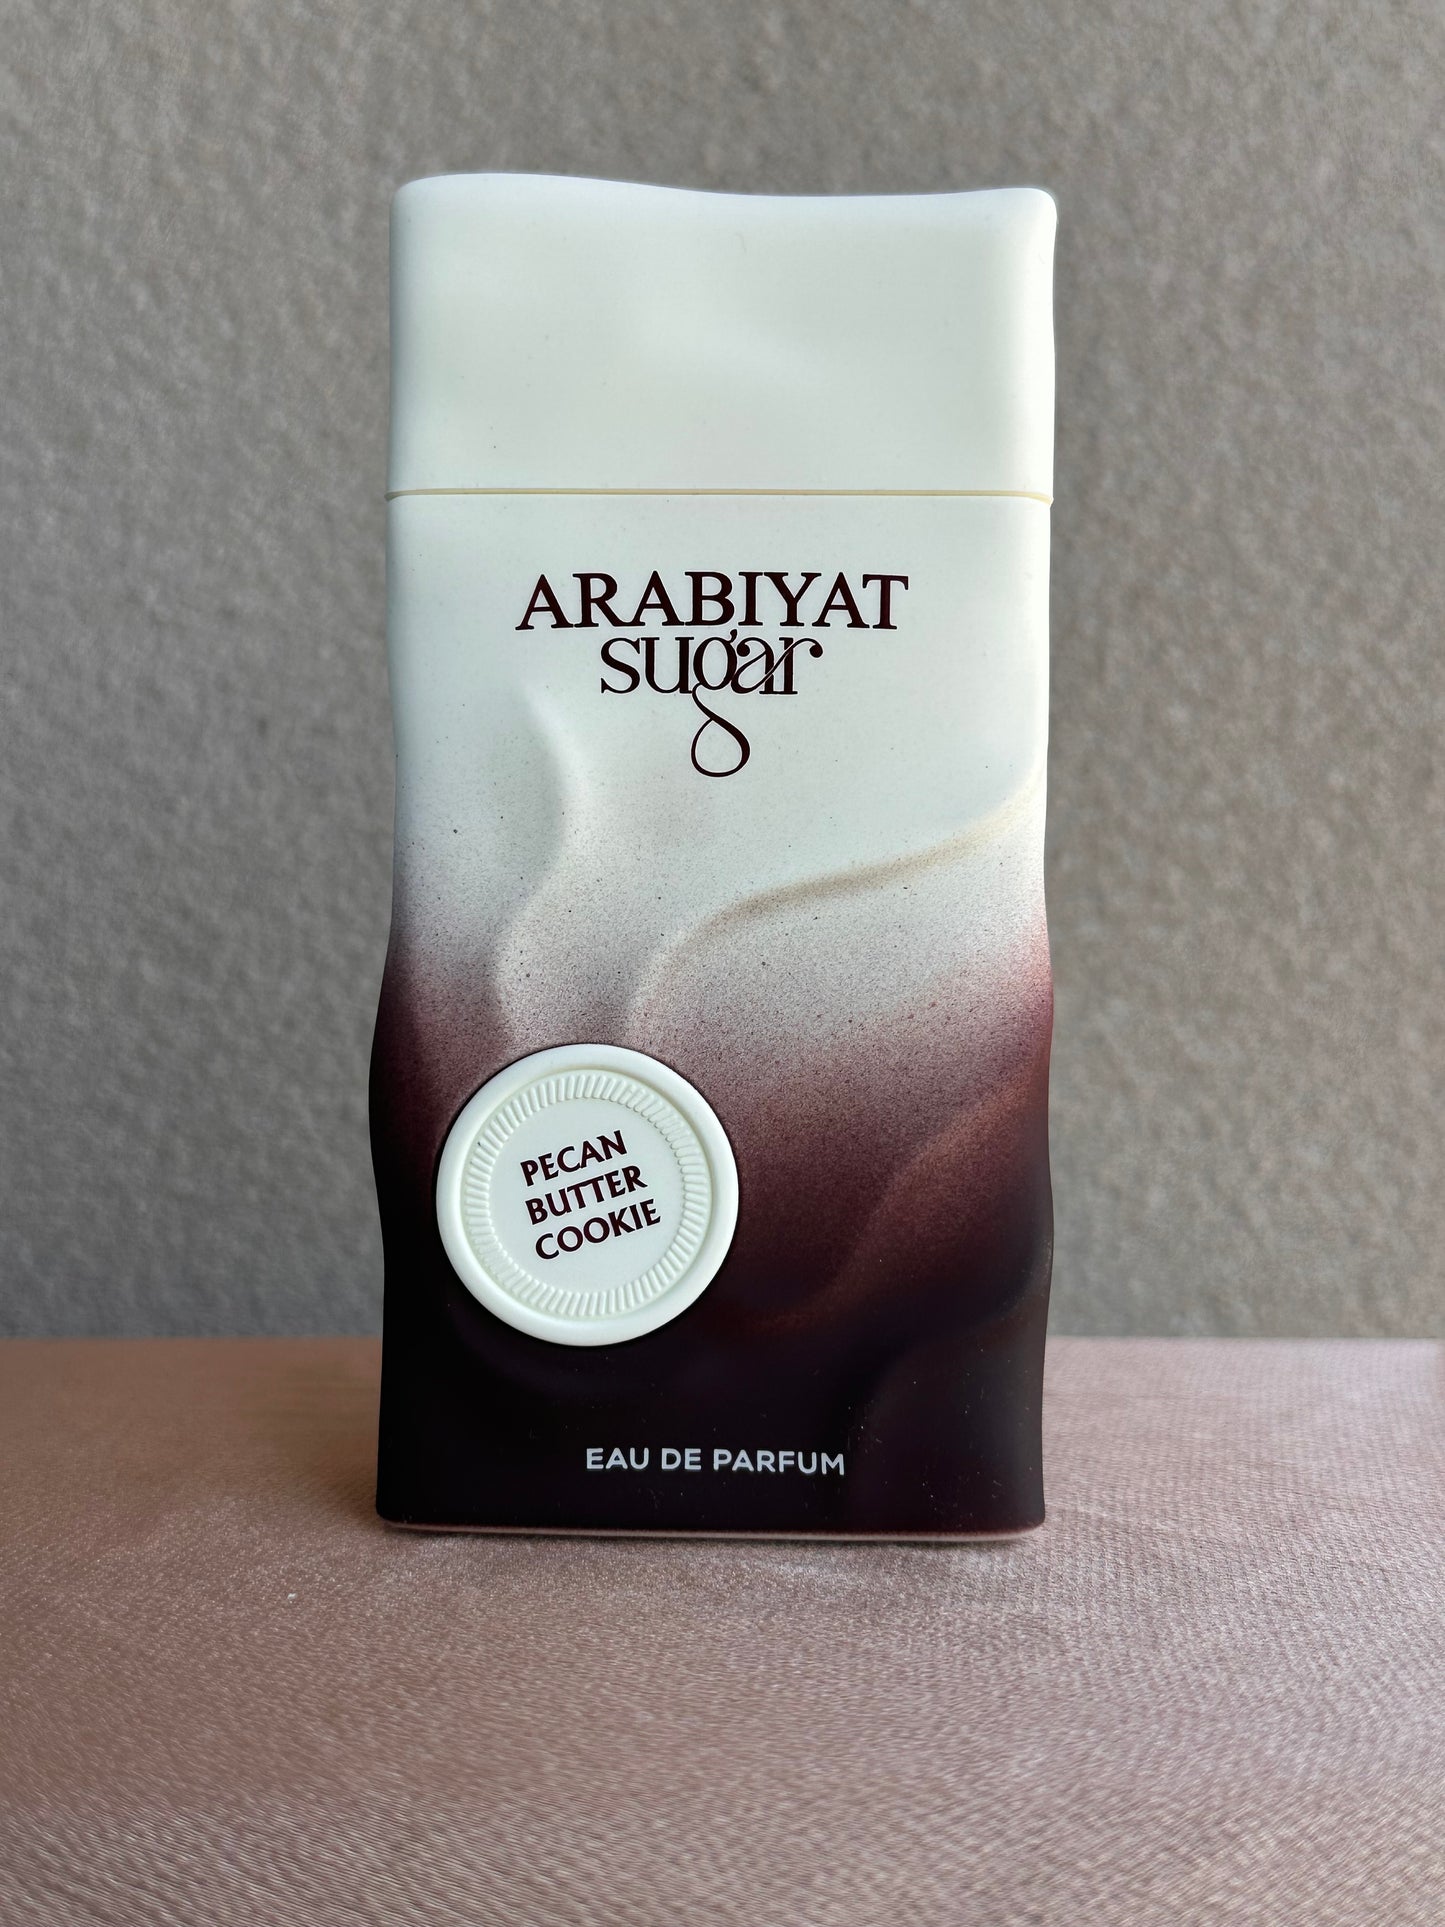 ARABIYAT
sugar
PECAN
BUTTER
COOKIE
EAU DE PARFUM